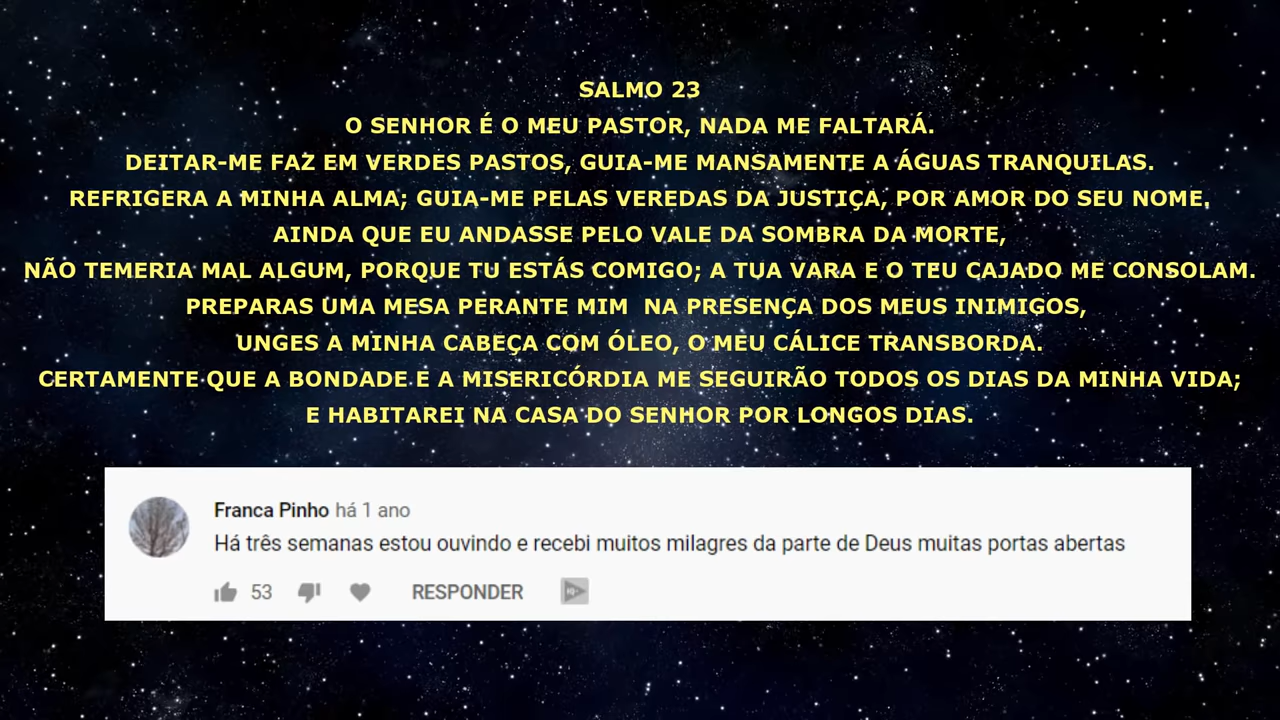 SALMO 23
O SENHOR É O MEU PASTOR, NADA ME FALTARÁ.
DEITAR-ME FAZ EM VERDES PASTOS, GUIA-ME MANSAMENTE A ÁGUAS TRANQUILAS.
REFRIGERA A MINHA ALMA; GUIA-ME PELAS VEREDAS DA JUSTIÇA, POR AMOR DO SEU NOME.
AINDA QUE EU ANDASSE PELO VALE DA SOMBRA DA MORTE,
NÃO TEMERIA MAL ALGUM, PORQUE TU ESTÁS COMIGO; A TUA VARA E O TEU CAJADO ME CONSOLAM.
PREPARAS UMA MESA PERANTE MIM  NA PRESENÇA DOS MEUS INIMIGOS,
UNGES A MINHA CABEÇA COM ÓLEO, O MEU CÁLICE TRANSBORDA.
CERTAMENTE QUE A BONDADE E A MISERICÓRDIA ME SEGUIRÃO TODOS OS DIAS DA MINHA VIDA;
E HABITAREI NA CASA DO SENHOR POR LONGOS DIAS.
Franca Pinho há 1 ano
Há três semanas estou ouvindo e recebi muitos milagres da parte de Deus muitas portas abertas
53 RESPONDER